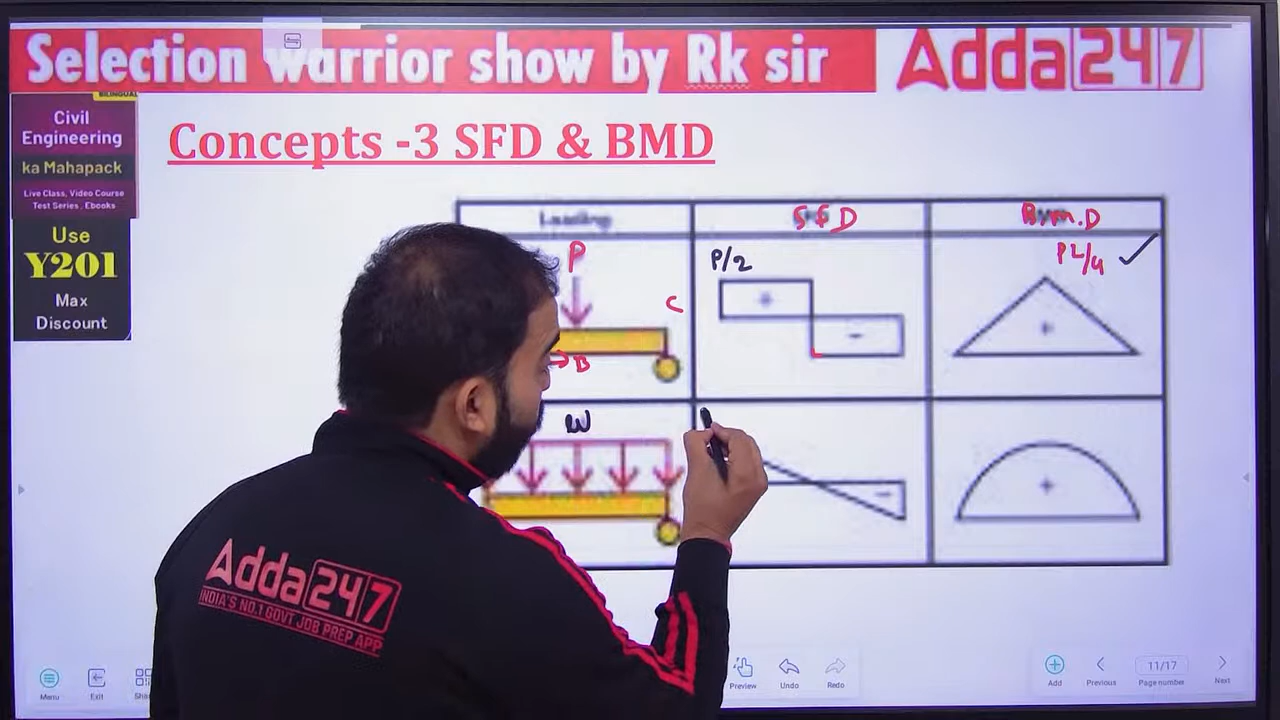 Selection warrior show by Rk sir
Adda247
BILINGUAL
Civil
Engineering
ka Mahapack
Live Class, Video Course
Test Series, Ebooks
Use
Y201
Max
Discount
Concepts -3 SFD & BMD
Loading
S F D
B.M.D
P
P/2
PL/4
C
+
-
+
B
W
-
+
Adda247
INDIA'S NO.1 GOVT JOB PREP APP
Menu
Exit
Preview
Undo
Redo
Add
Previous
11/17
Page number
Next